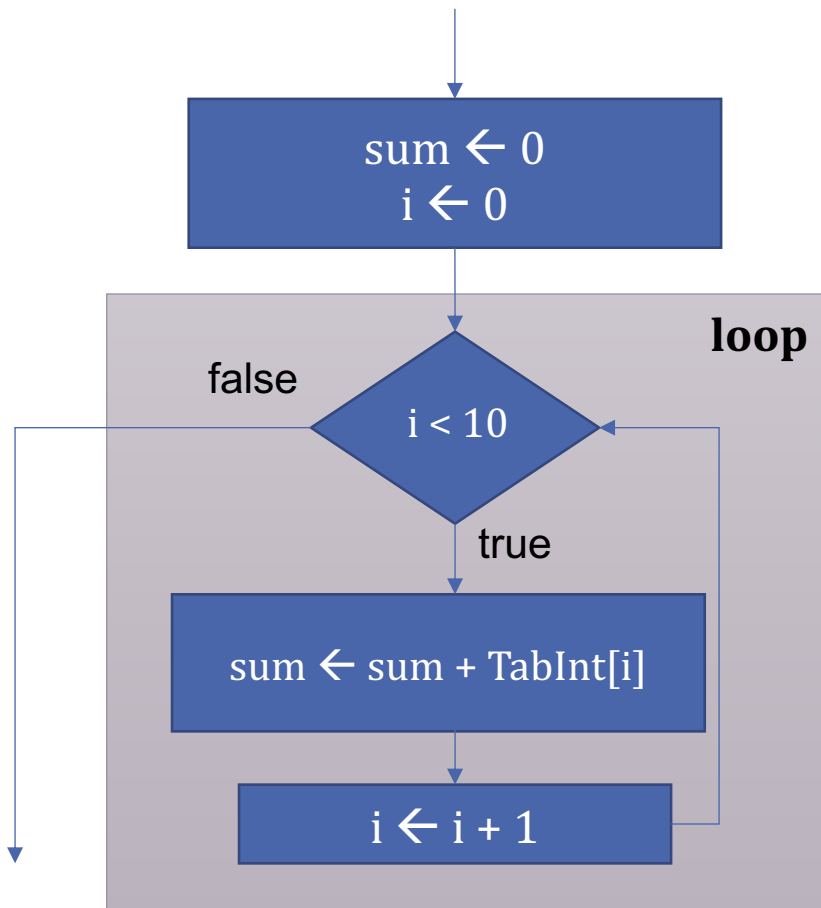 sum ← 0
i ← 0
loop
false
i < 10
true
sum ← sum + TabInt[i]
i ← i + 1